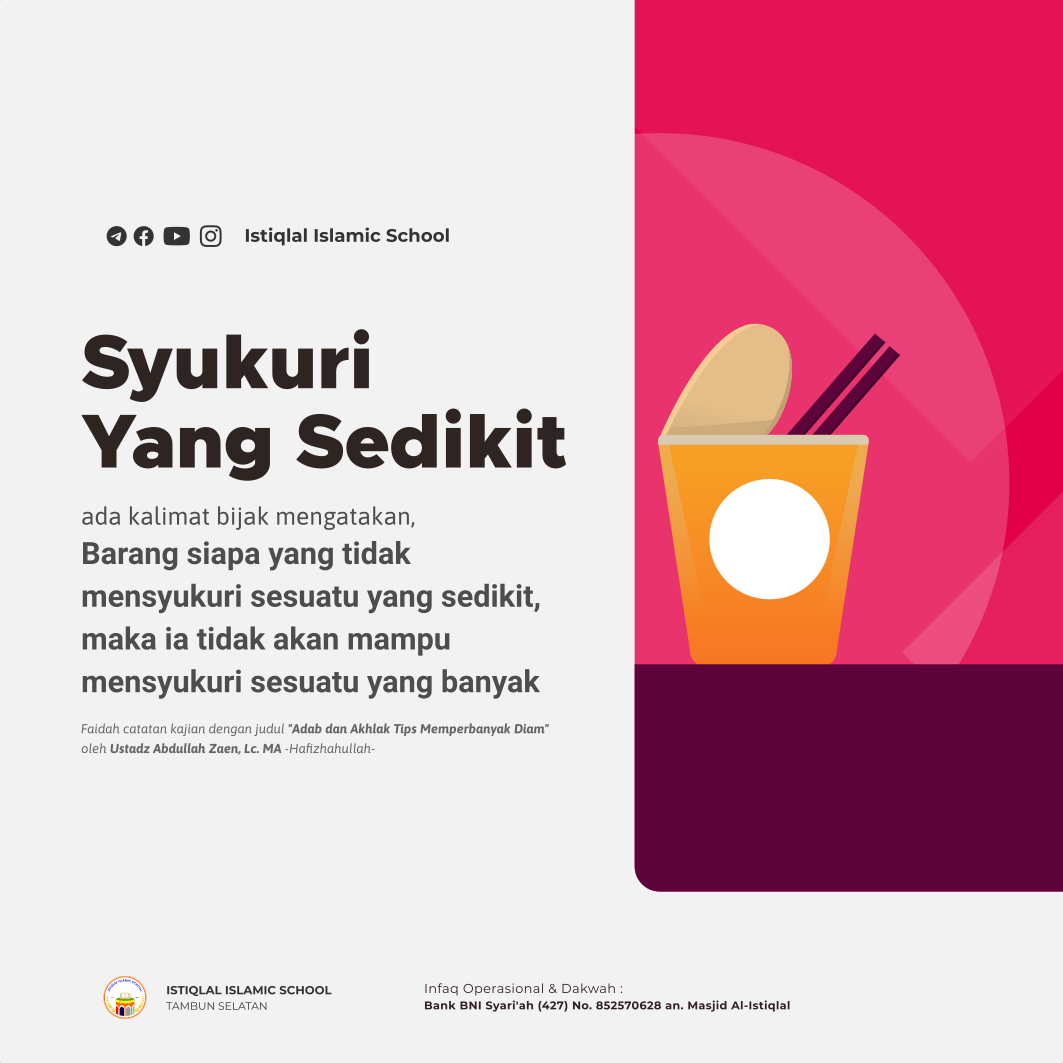 Istiqlal Islamic School
Syukuri
Yang Sedikit
ada kalimat bijak mengatakan,
Barang siapa yang tidak
mensyukuri sesuatu yang sedikit,
maka ia tidak akan mampu
mensyukuri sesuatu yang banyak
Faidah catatan kajian dengan judul "Adab dan Akhlak Tips Memperbanyak Diam"
oleh Ustadz Abdullah Zaen, Lc. MA -Hafizhahullah-
ISTIQLAL ISLAMIC SCHOOL
TAMBUN SELATAN
Infaq Operasional & Dakwah :
Bank BNI Syari'ah (427) No. 852570628 an. Masjid Al-Istiqlal